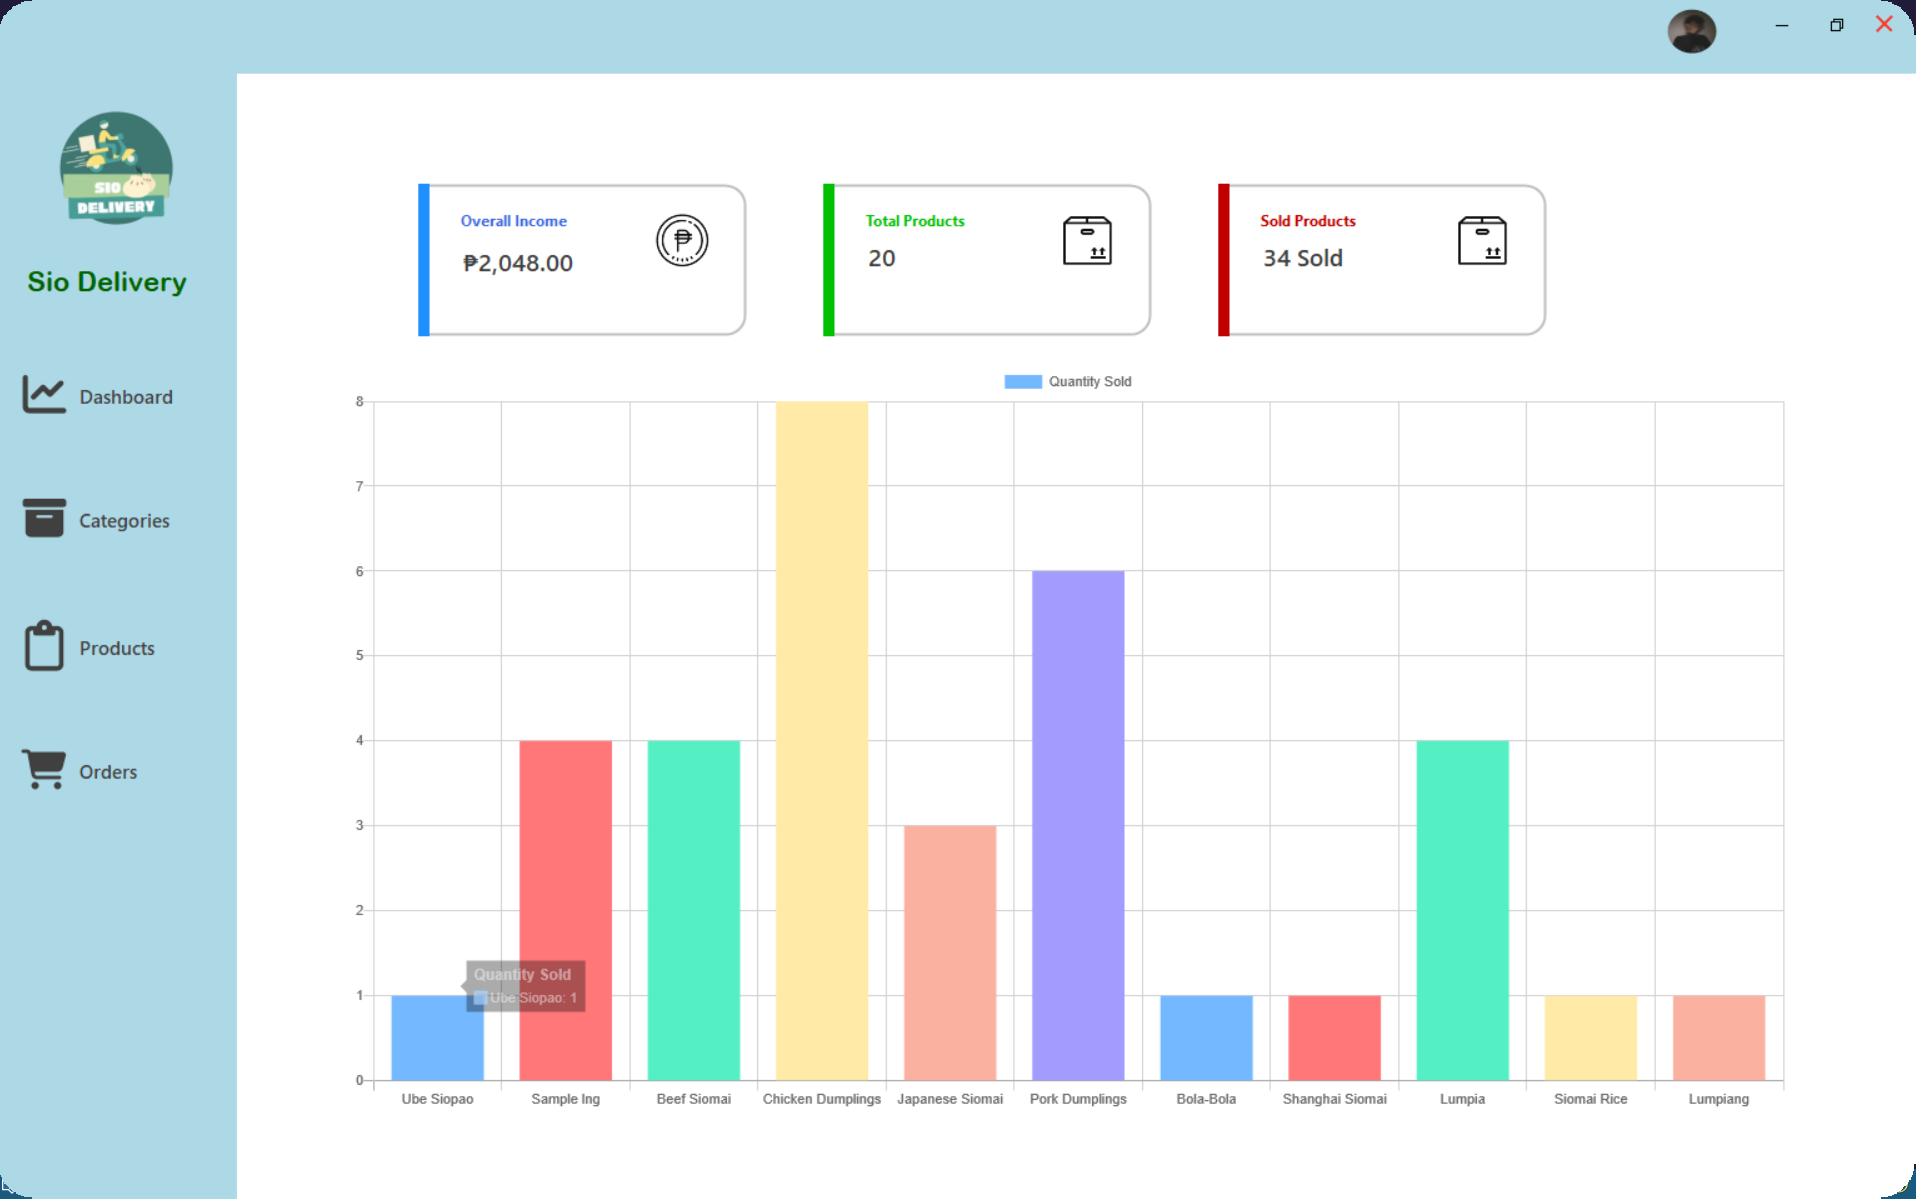 SIO
DELIVERY
Sio Delivery
Dashboard
Categories
Products
Orders
Overall Income
₱2,048.00
Total Products
20
Sold Products
34 Sold
Quantity Sold
8
7
6
5
4
3
2
1
0
Quantity Sold
Ube Siopao: 1
Ube Siopao
Sample Ing
Beef Siomai
Chicken Dumplings
Japanese Siomai
Pork Dumplings
Bola-Bola
Shanghai Siomai
Lumpia
Siomai Rice
Lumpiang